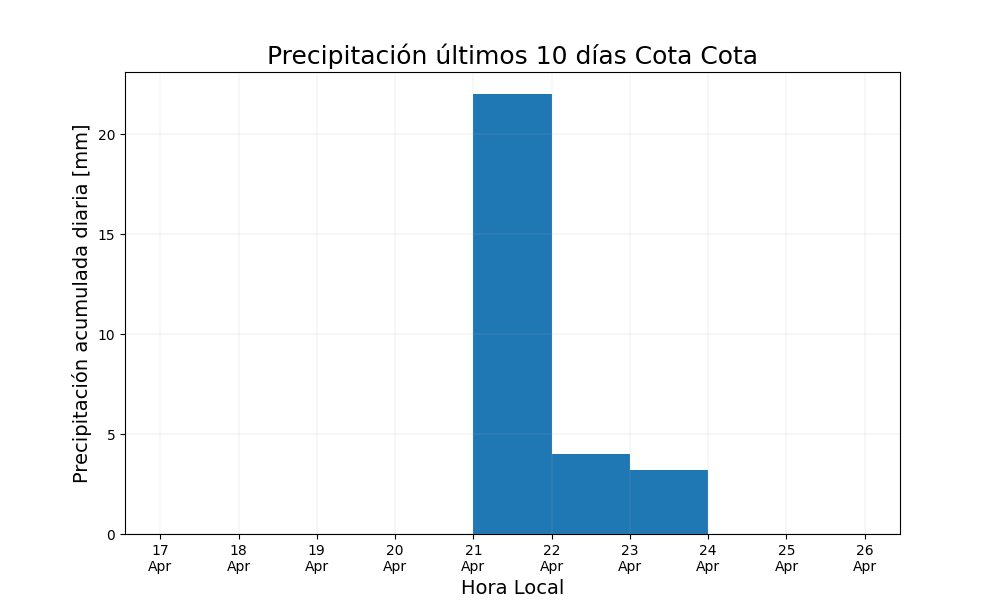 Precipitación últimos 10 días Cota Cota
Precipitación acumulada diaria [mm]
20
15
10
5
0
17 18 19 20 21 22 23 24 25 26
Apr Apr Apr Apr Apr Apr Apr Apr Apr Apr
Hora Local